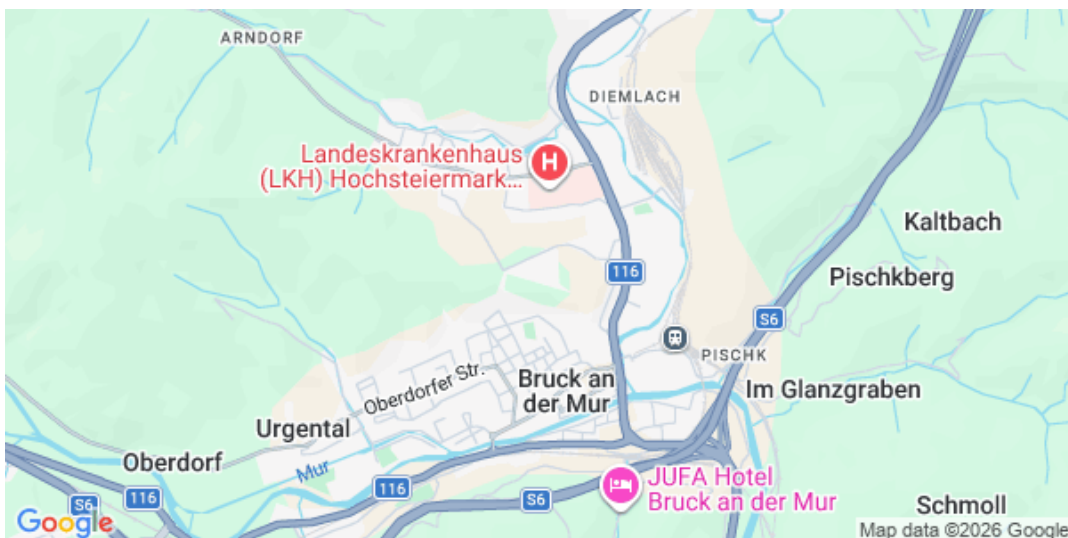 ARNDORF
116
DIEMLACH
Landeskrankenhaus
(LKH) Hochsteiermark...
H
Kaltbach
116
Pischkberg
S6
PISCHK
Oberdorfer Str.
Bruck an
der Mur
Im Glanzgraben
Urgental
Oberdorf
Mur
116
S6
JUFA Hotel
Bruck an der Mur
S6
Schmoll
Google
Map data ©2026 Google